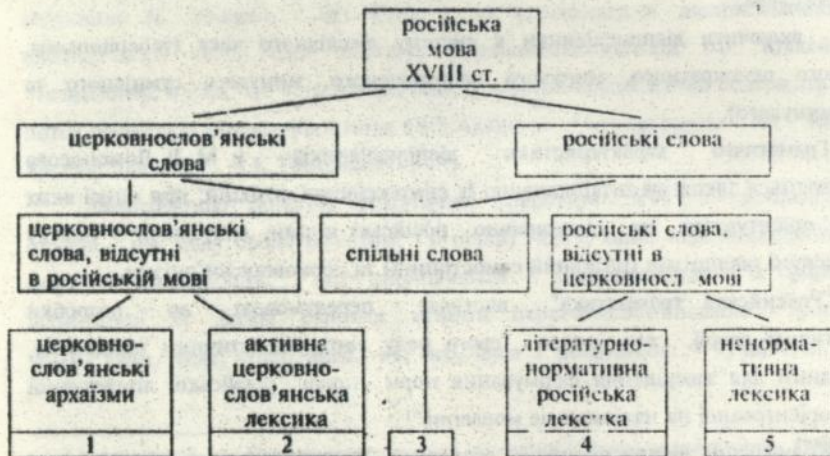 російська
мова
XVIII ст.
церковнослов'янські
слова
російські слова
церковнослов'янські
слова, відсутні
в російській мові
спільні слова
російські слова,
відсутні в
церковносл мові
церковно-
слов'янські
архаїзми
1
активна
церковно-
слов'янська
лексика
2
3
літературно-
нормативна
російська
лексика
4
ненорма-
тивна
лексика
5